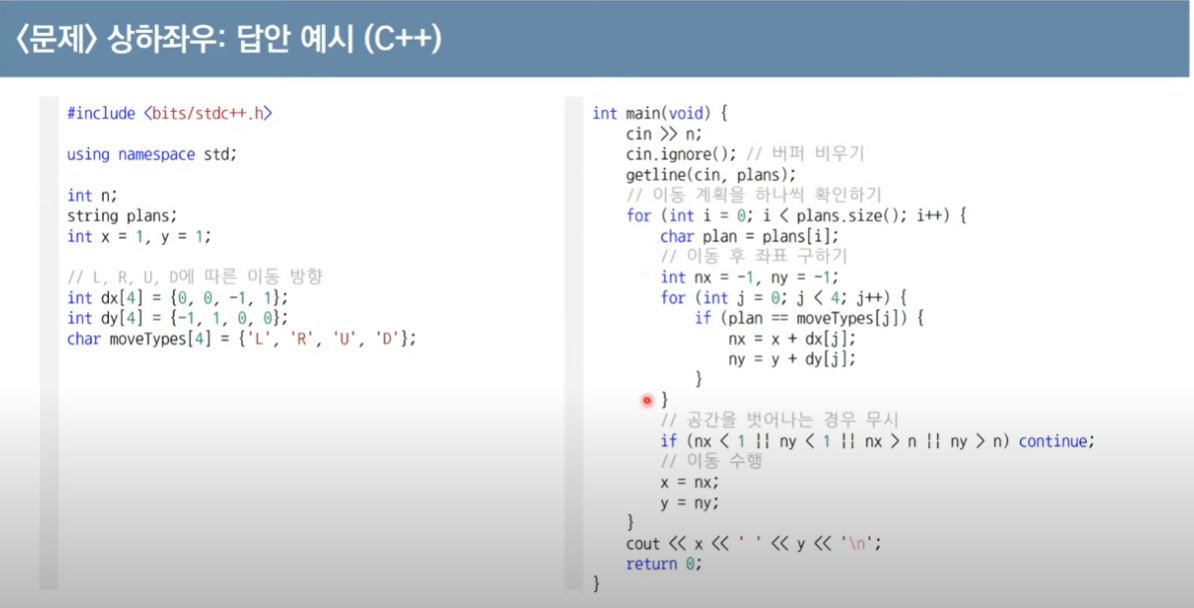 〈문제〉 상하좌우: 답안 예시 (C++)
#include <bits/stdc++.h>
using namespace std;
int n;
string plans;
int x = 1, y = 1;
// L, R, U, D에 따른 이동 방향
int dx[4] = {0, 0, -1, 1};
int dy[4] = {-1, 1, 0, 0};
char moveTypes[4] = {'L', 'R', 'U', 'D'};
int main(void) {
cin >> n;
cin.ignore(); // 버퍼 비우기
getline(cin, plans);
// 이동 계획을 하나씩 확인하기
for (int i = 0; i < plans.size(); i++) {
char plan = plans[i];
// 이동 후 좌표 구하기
int nx = -1, ny = -1;
for (int j = 0; j < 4; j++) {
if (plan == moveTypes[j]) {
nx = x + dx[j];
ny = y + dy[j];
}
}
// 공간을 벗어나는 경우 무시
if (nx < 1 || ny < 1 || nx > n || ny > n) continue;
// 이동 수행
x = nx;
y = ny;
}
cout << x << ' ' << y << '\n';
return 0;
}